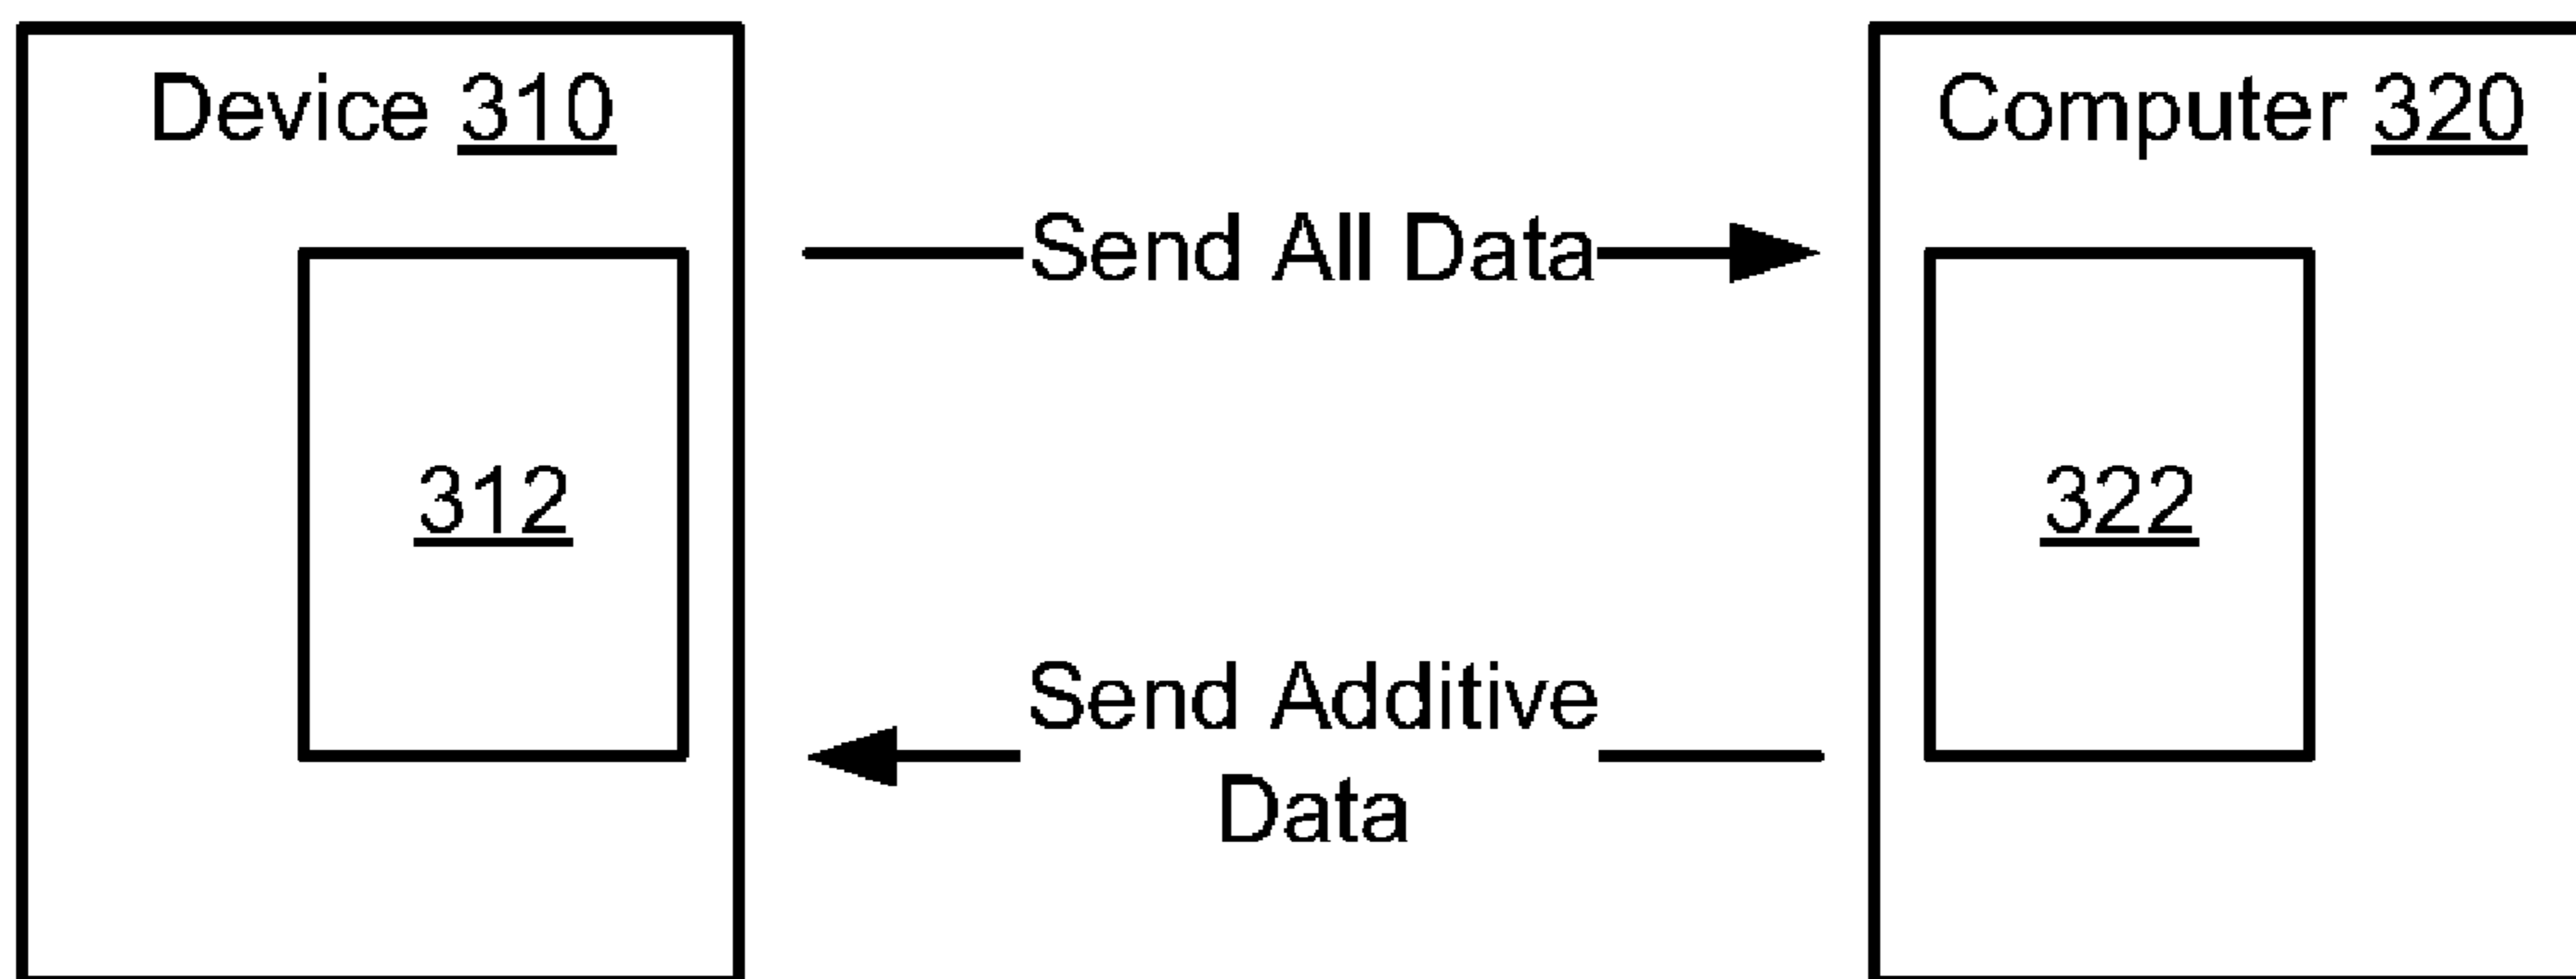 Device 310
Computer 320
Send All Data
312
322
Send Additive
Data